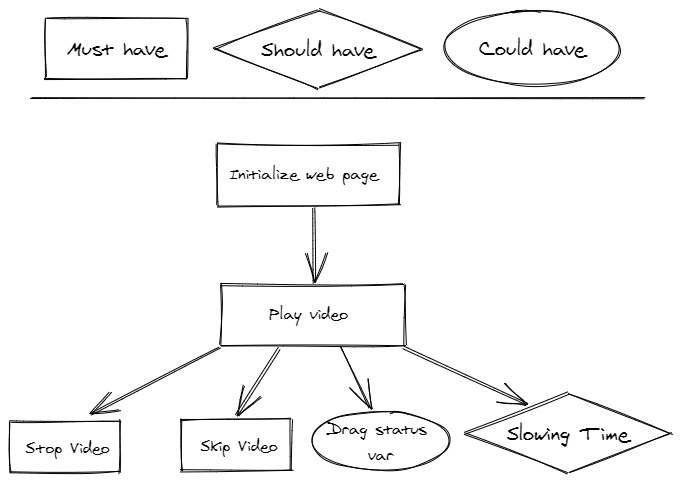 Must have
Should have
Could have
Initialize web page
Play video
Stop Video
Skip Video
Drag status
var
Slowing Time